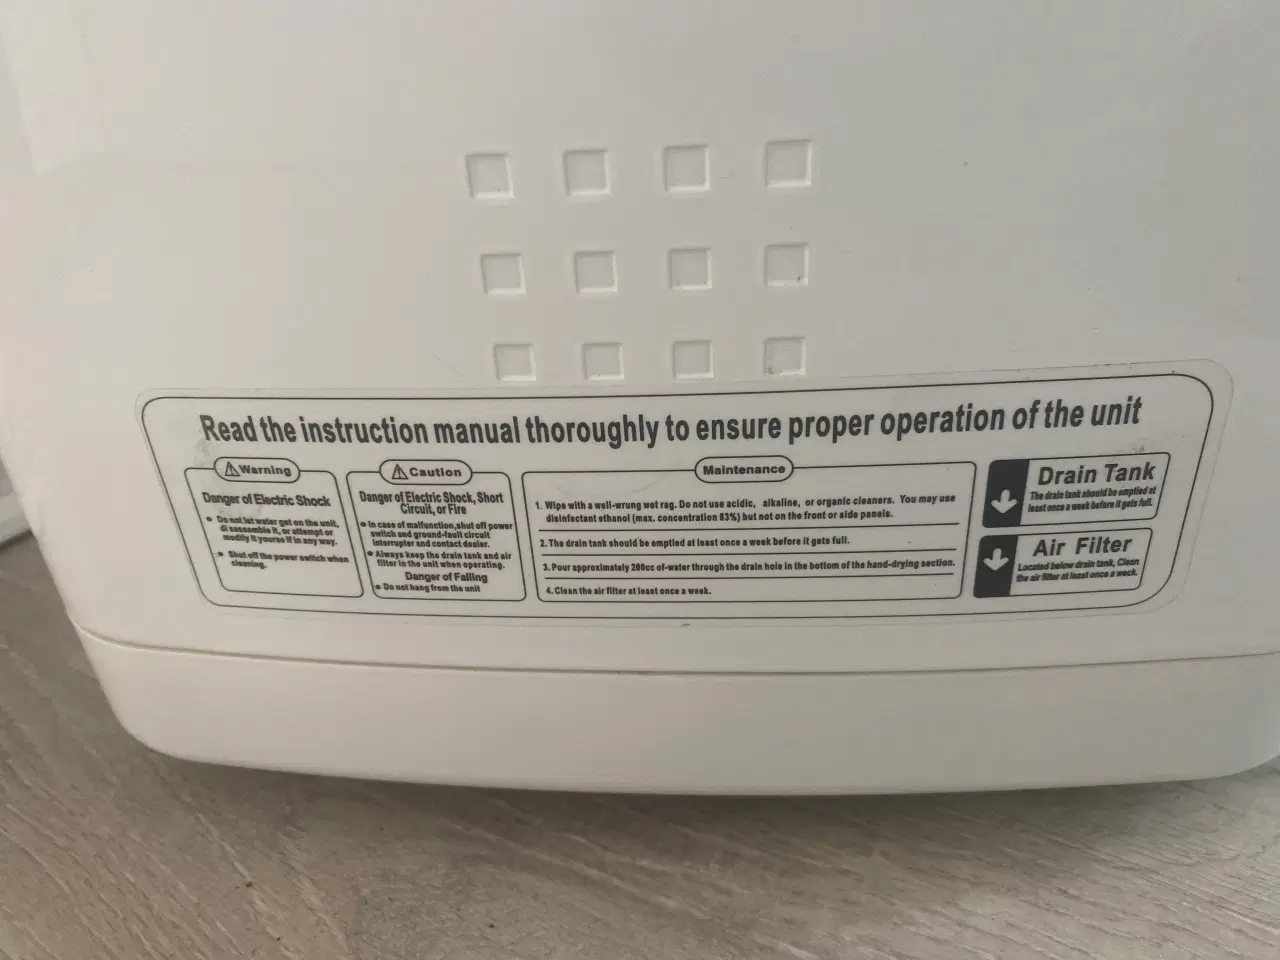 Read the instruction manual thoroughly to ensure proper operation of the unit
Warning
Danger of Electric Shock
• Do not let water get on the unit,
di sassemble it, or attempt or
modify it yourse if in any way.
• Shut off the power switch when
cleaning.
Caution
Danger of Electric Shock, Short
Circuit, or Fire
• In case of malfunction,shut off power
switch and ground-fault circuit
interrupter and contact dealer.
• Always keep the drain tank and air
filter in the unit when operating.
Danger of Falling
• Do not hang from the unit
Maintenance
1. Wipe with a well-wrung wet rag. Do not use acidic, alkaline, or organic cleaners. You may use
disinfectant ethanol (max. concentration 83%) but not on the front or side panels.
2. The drain tank should be emptied at least once a week before it gets full.
3. Pour approximately 200cc of-water through the drain hole in the bottom of the hand-drying section.
4. Clean the air filter at least once a week.
Drain Tank
The drain tank should be emptied at
least once a week before it gets full.
Air Filter
Located below drain tank, Clean
the air filter at least once a week.